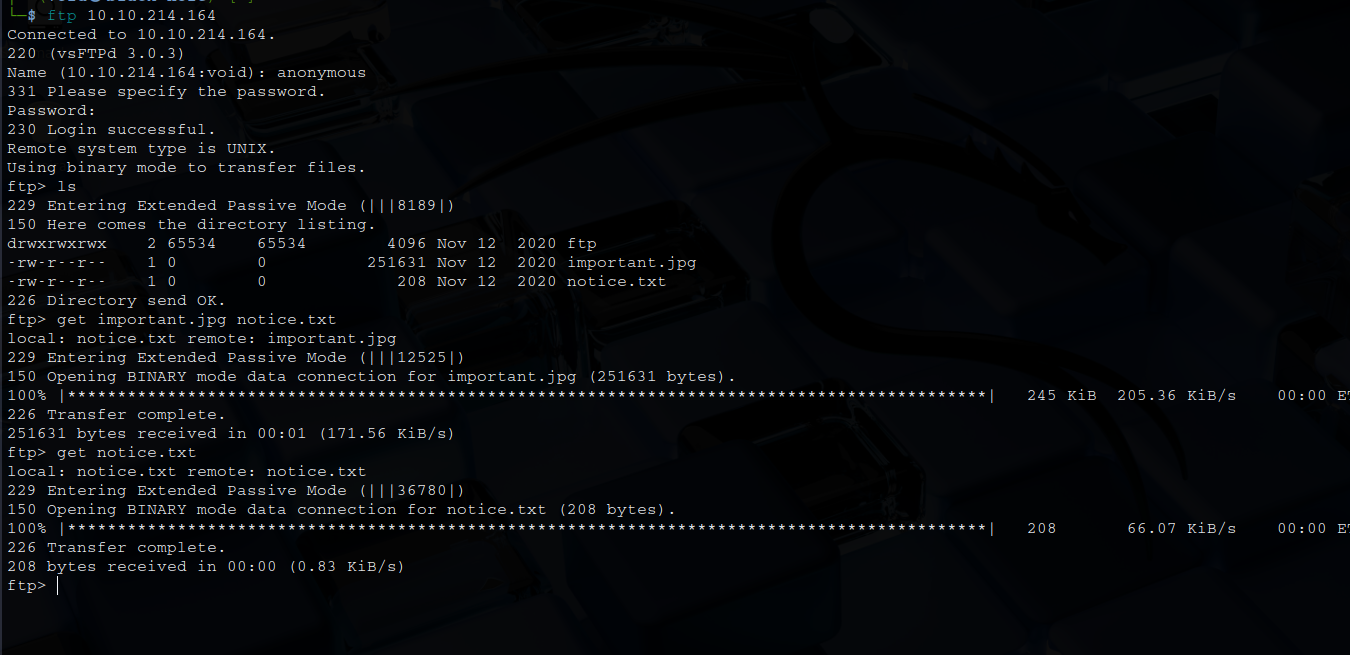 └─$ ftp 10.10.214.164
Connected to 10.10.214.164.
220 (vsFTPd 3.0.3)
Name (10.10.214.164:void): anonymous
331 Please specify the password.
Password:
230 Login successful.
Remote system type is UNIX.
Using binary mode to transfer files.
ftp> ls
229 Entering Extended Passive Mode (|||8189|)
150 Here comes the directory listing.
drwxrwxrwx    2 65534    65534        4096 Nov 12  2020 ftp
-rw-r--r--    1 0        0          251631 Nov 12  2020 important.jpg
-rw-r--r--    1 0        0             208 Nov 12  2020 notice.txt
226 Directory send OK.
ftp> get important.jpg notice.txt
local: notice.txt remote: important.jpg
229 Entering Extended Passive Mode (|||12525|)
150 Opening BINARY mode data connection for important.jpg (251631 bytes).
100% |********************************************************************************************|   245 KiB  205.36 KiB/s    00:00 ET
226 Transfer complete.
251631 bytes received in 00:01 (171.56 KiB/s)
ftp> get notice.txt
local: notice.txt remote: notice.txt
229 Entering Extended Passive Mode (|||36780|)
150 Opening BINARY mode data connection for notice.txt (208 bytes).
100% |********************************************************************************************|   208       66.07 KiB/s    00:00 ET
226 Transfer complete.
208 bytes received in 00:00 (0.83 KiB/s)
ftp>